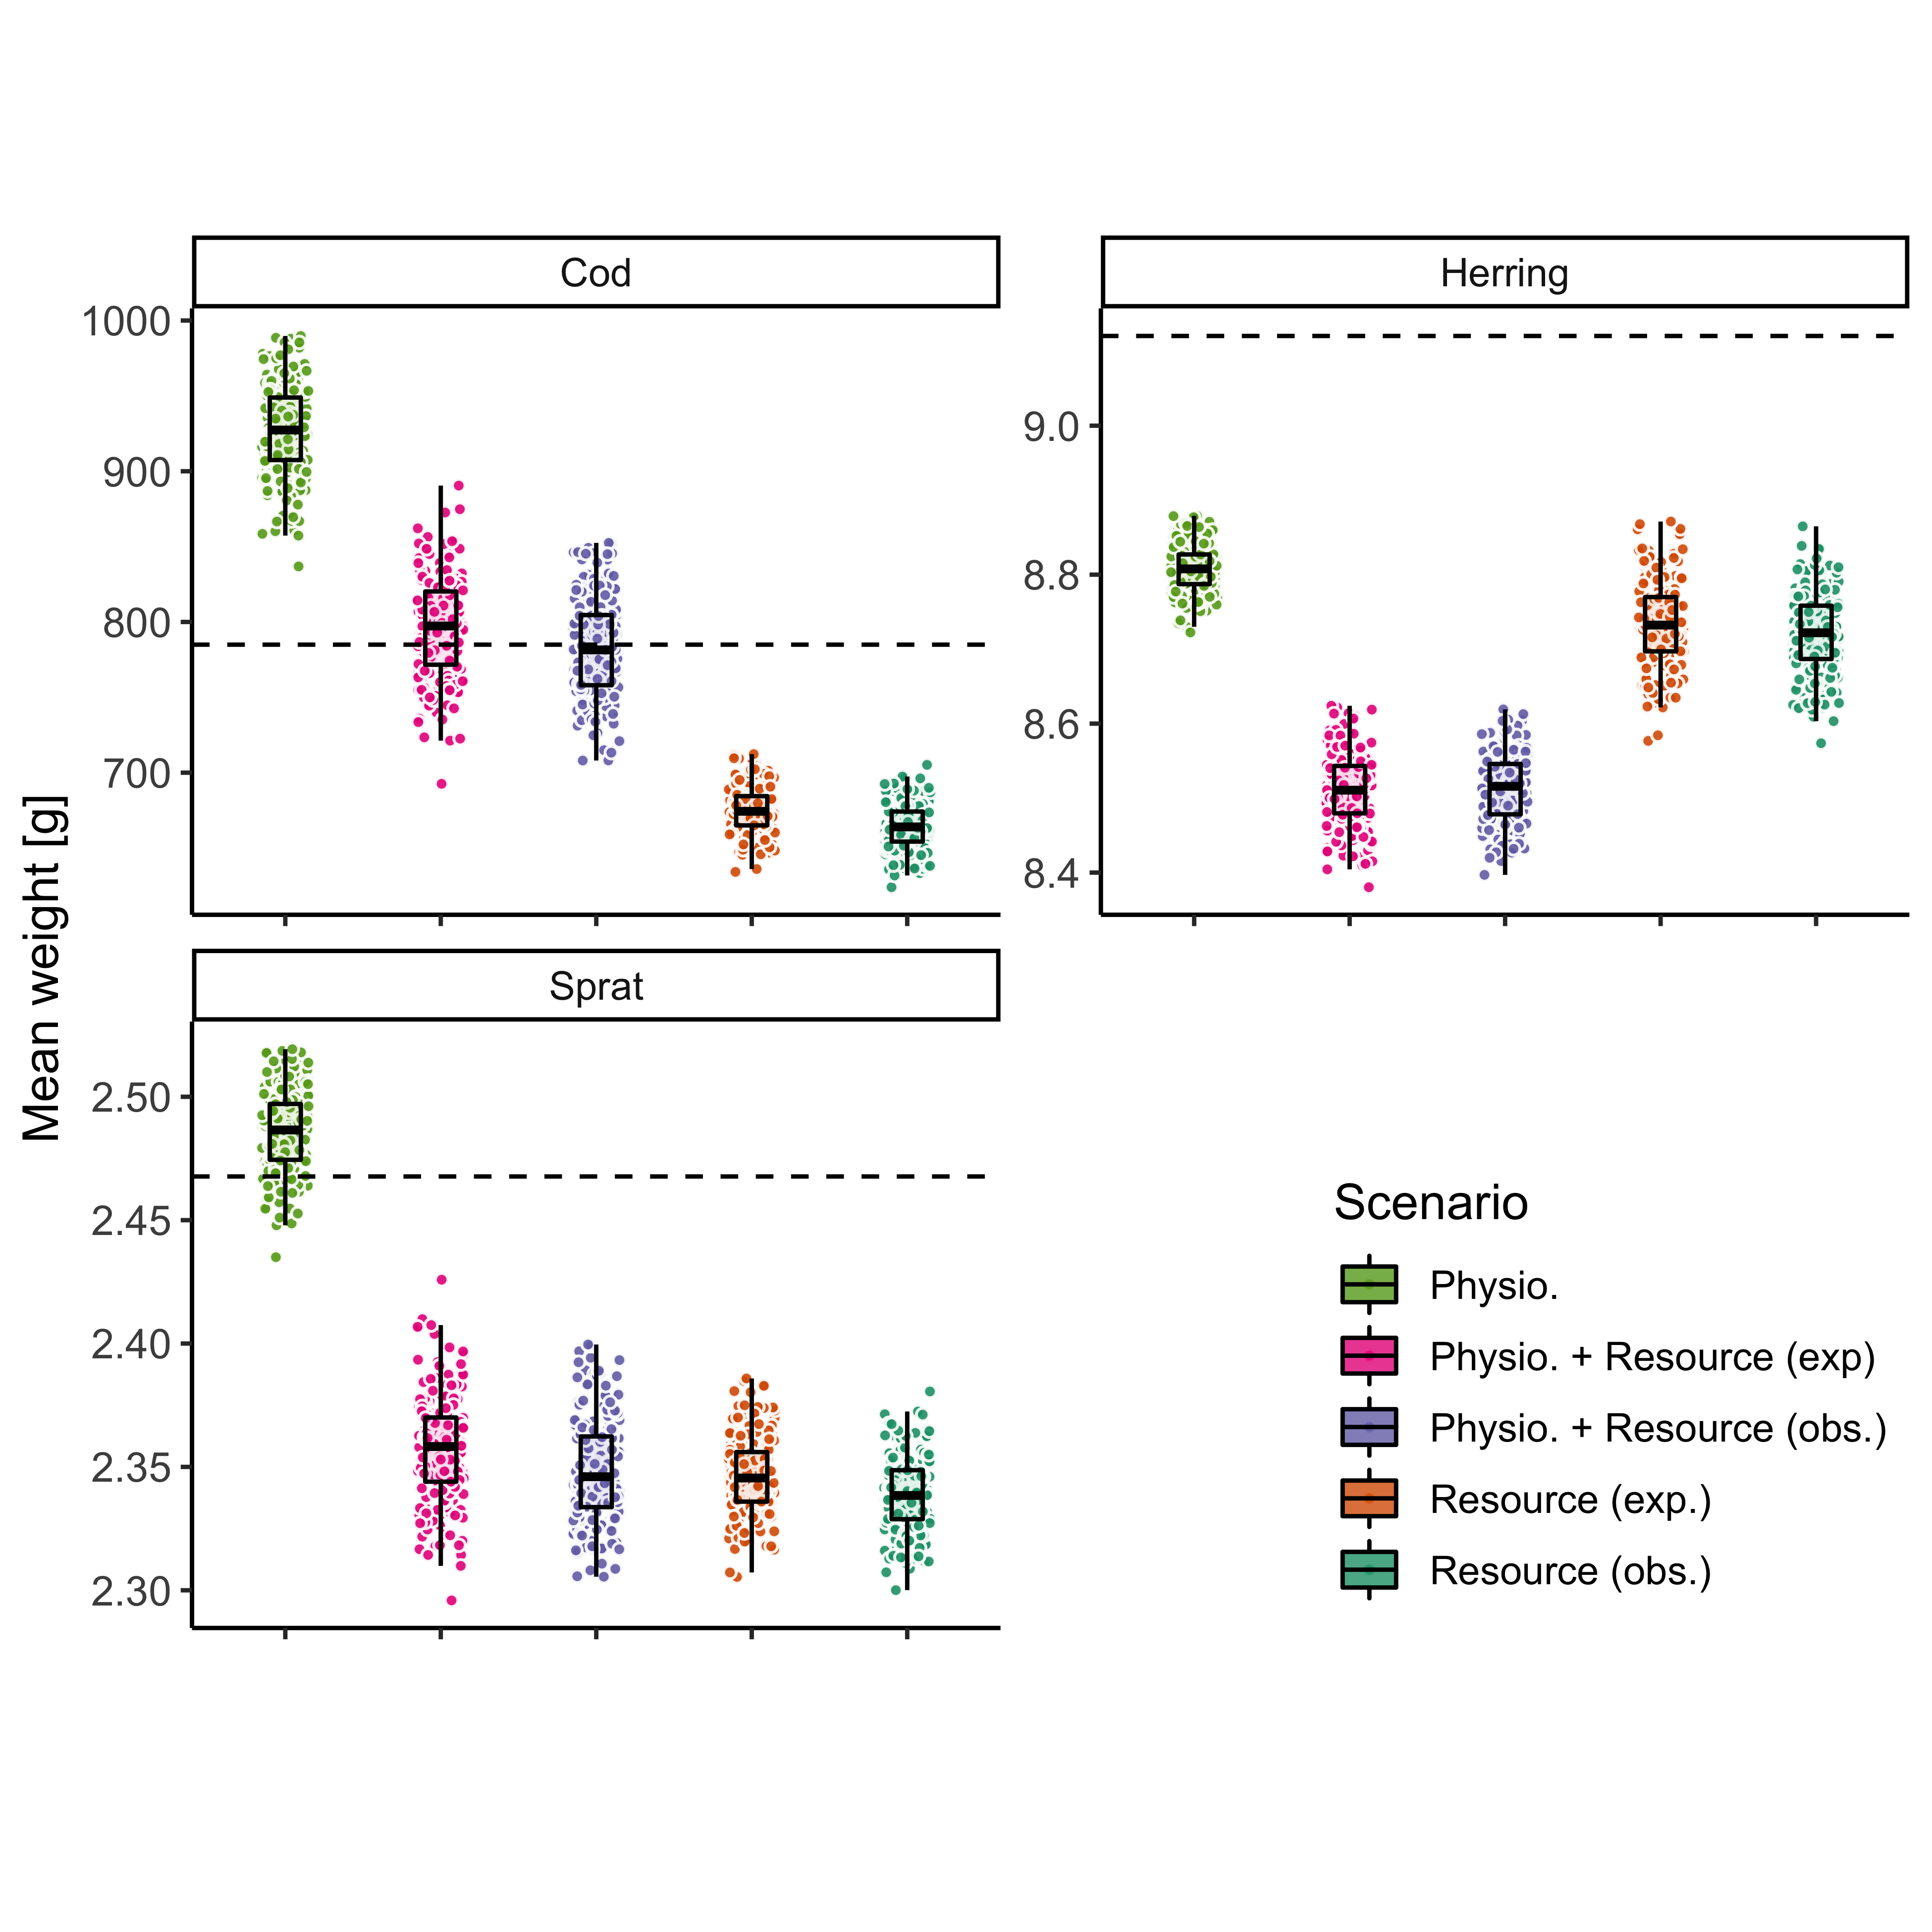 Mean weight [g]
Cod
1000
900
800
700
Herring
9.0
8.8
8.6
8.4
Sprat
2.50
2.45
2.40
2.35
2.30
Scenario
Physio.
Physio. + Resource (exp)
Physio. + Resource (obs.)
Resource (exp.)
Resource (obs.)